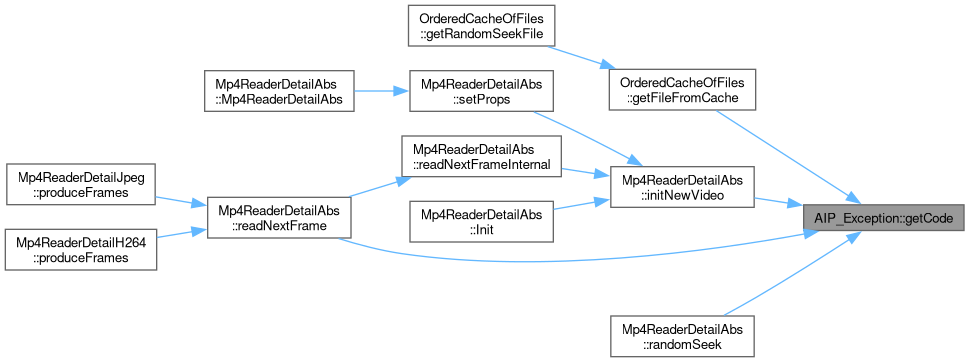 OrderedCacheOfFiles
::getRandomSeekFile
Mp4ReaderDetailAbs
::Mp4ReaderDetailAbs
Mp4ReaderDetailAbs
::setProps
OrderedCacheOfFiles
::getFileFromCache
Mp4ReaderDetailJpeg
::produceFrames
Mp4ReaderDetailAbs
::readNextFrameInternal
Mp4ReaderDetailAbs
::initNewVideo
Mp4ReaderDetailH264
::produceFrames
Mp4ReaderDetailAbs
::readNextFrame
Mp4ReaderDetailAbs
::Init
AIP_Exception::getCode
Mp4ReaderDetailAbs
::randomSeek